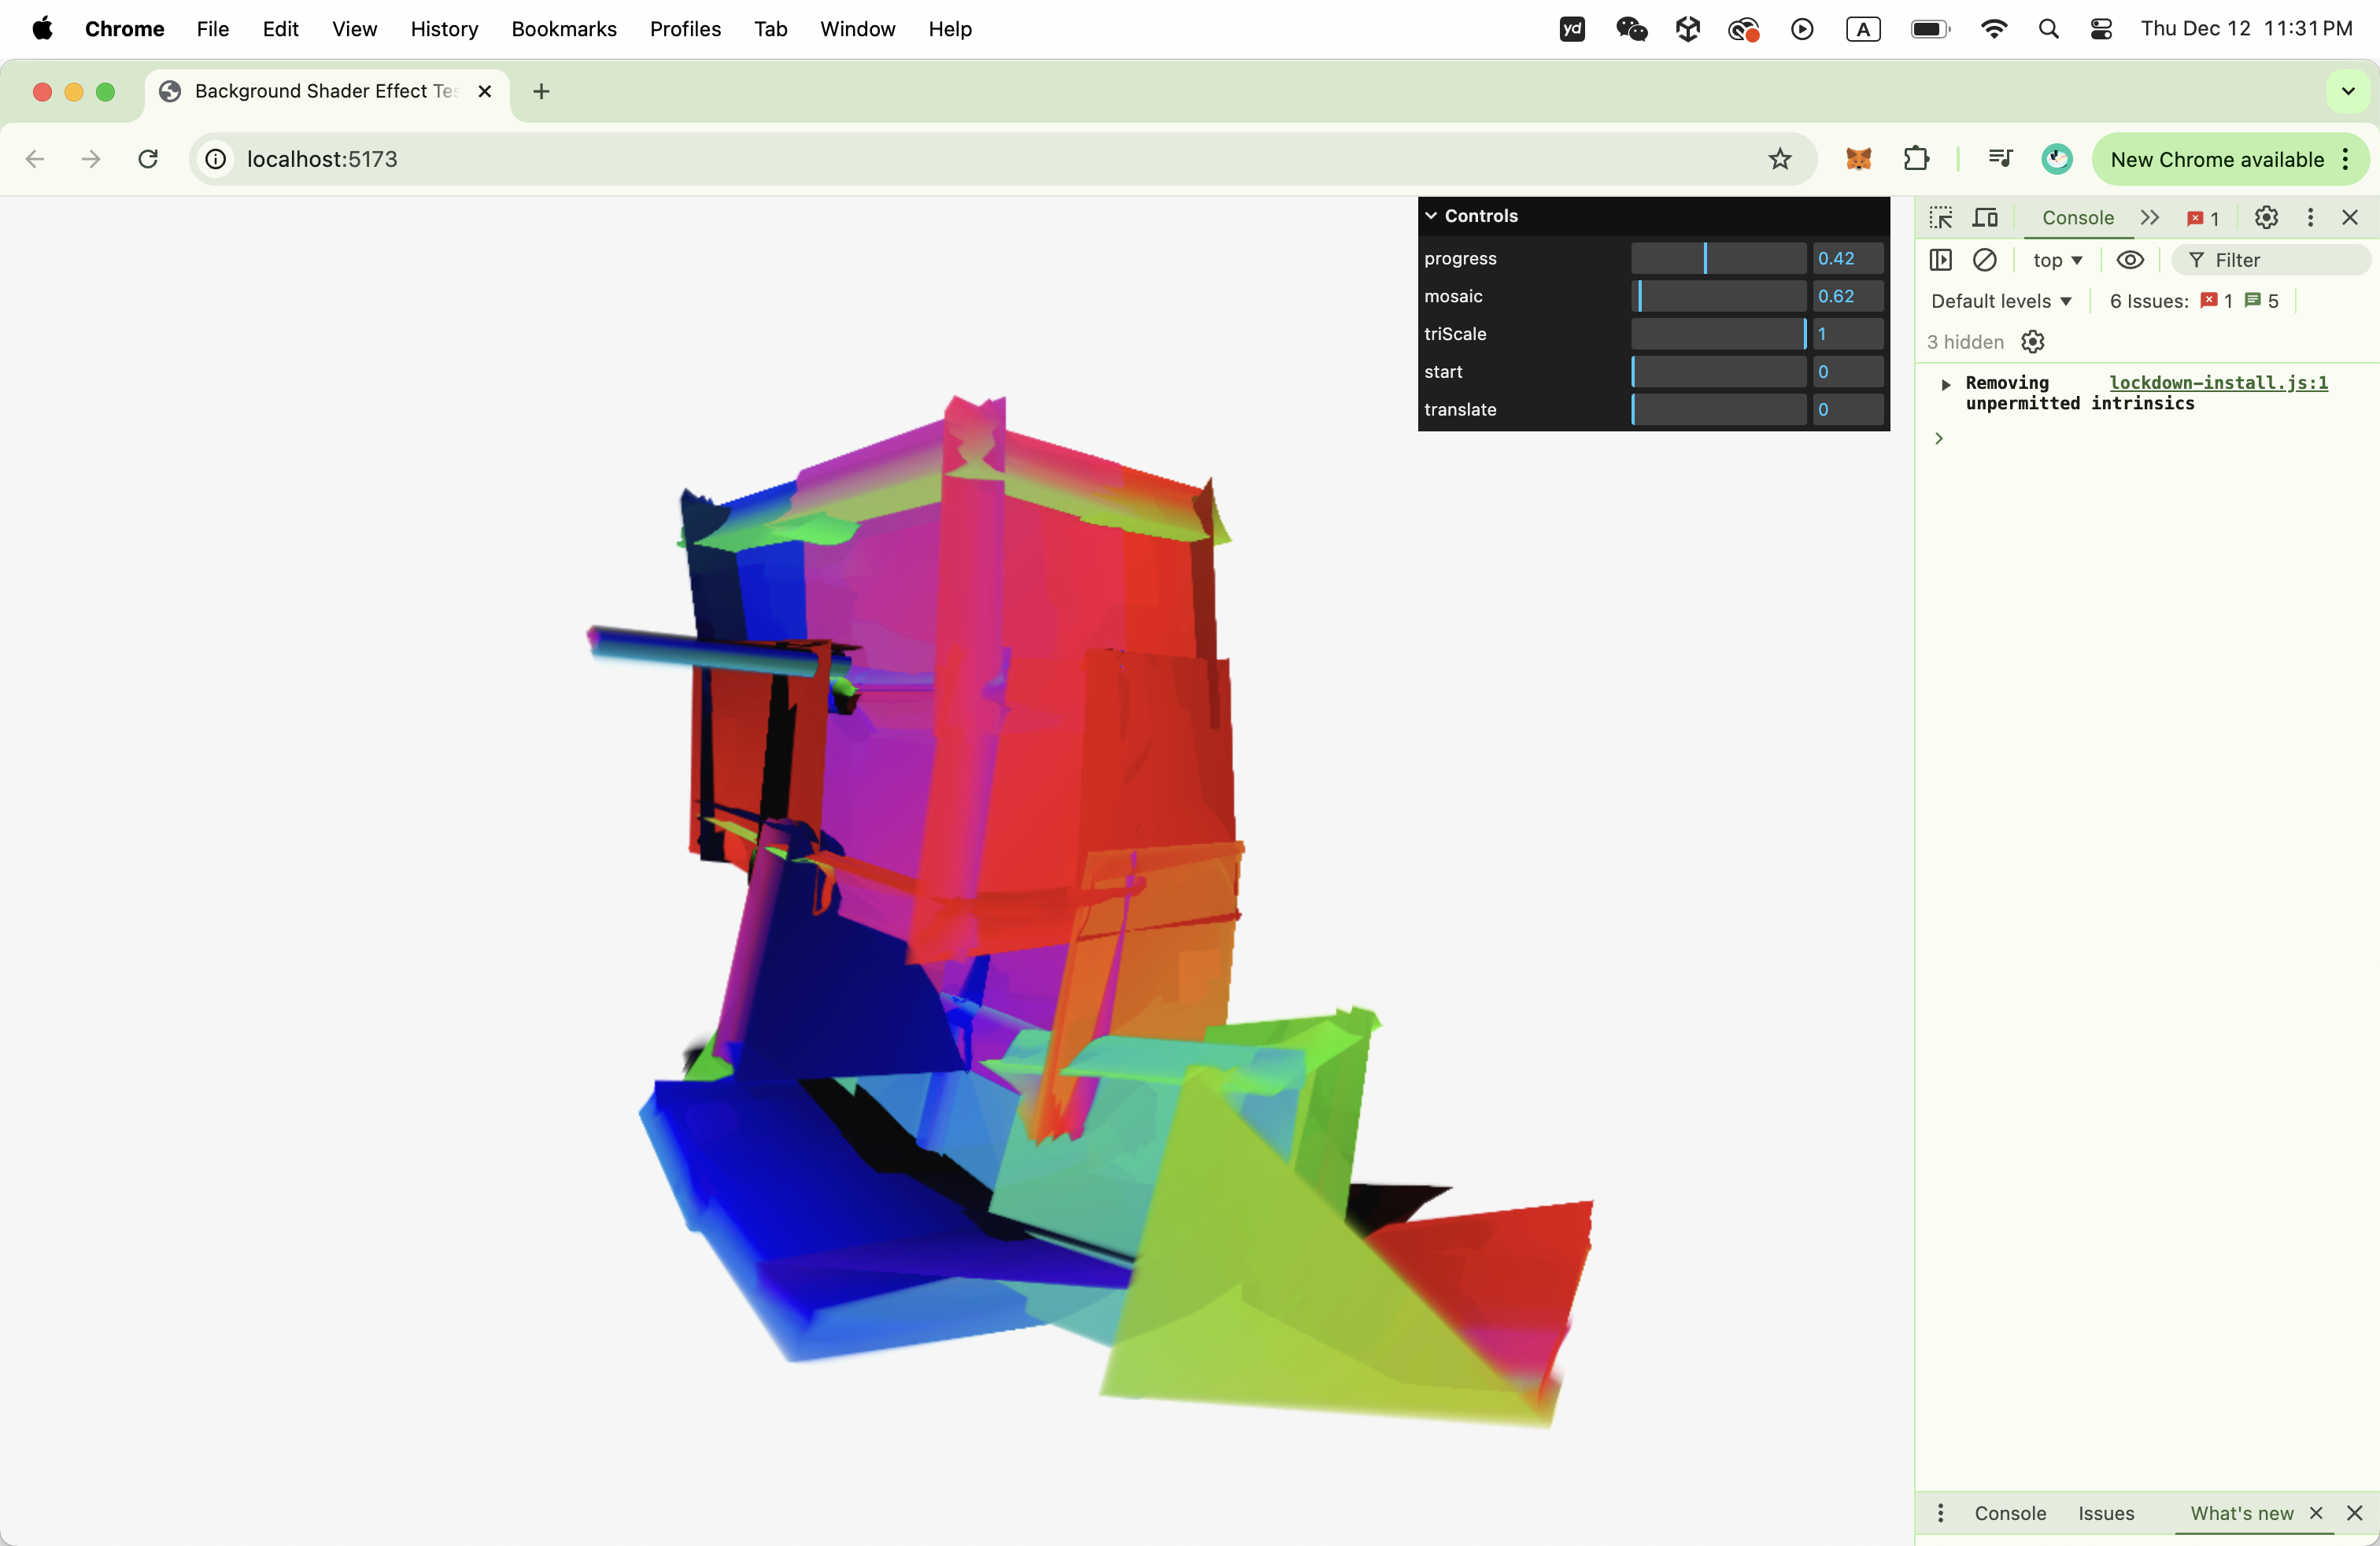 Chrome File Edit View History Bookmarks Profiles Tab Window Help yd A Thu Dec 12 11:31 PM
Background Shader Effect Tes
localhost:5173 New Chrome available
Controls
progress 0.42
mosaic 0.62
triScale 1
start 0
translate 0
Console 1
top Filter
Default levels 6 Issues: 1 5
3 hidden
Removing lockdown-install.js:1
unpermitted intrinsics
Console Issues What's new